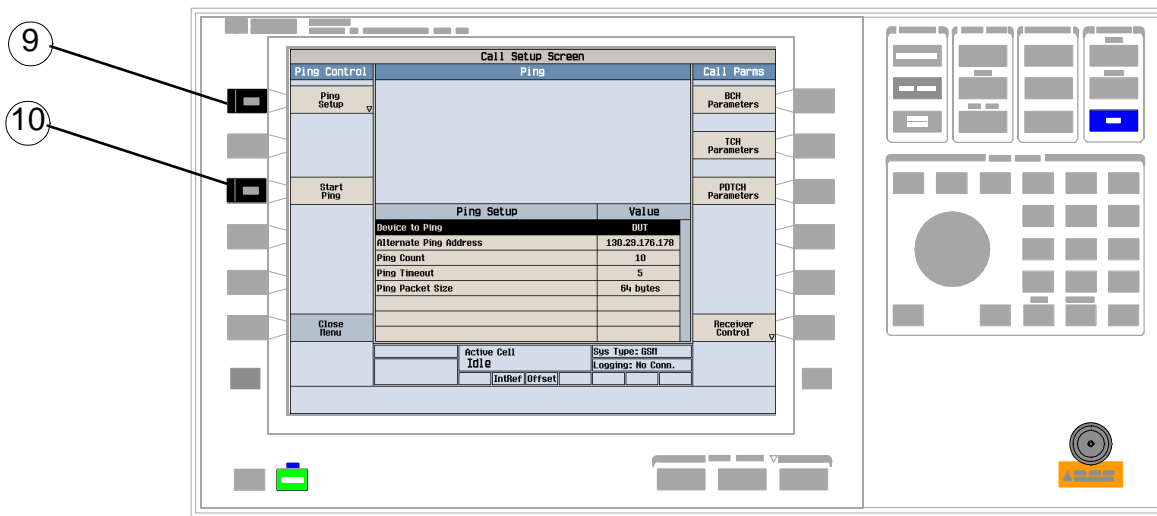 9
10
Call Setup Screen
Ping Control
Ping
Call Parms
Ping
Setup
BCH
Parameters
TCH
Parameters
Start
Ping
PDTCH
Parameters
Ping Setup
Value
Device to Ping
DUT
Alternate Ping Address
130.29.176.178
Ping Count
10
Ping Timeout
5
Ping Packet Size
64 bytes
Close
Menu
Receiver
Control
Active Cell
Idle
Sys Type: GSM
Logging: No Conn.
IntRef
Offset